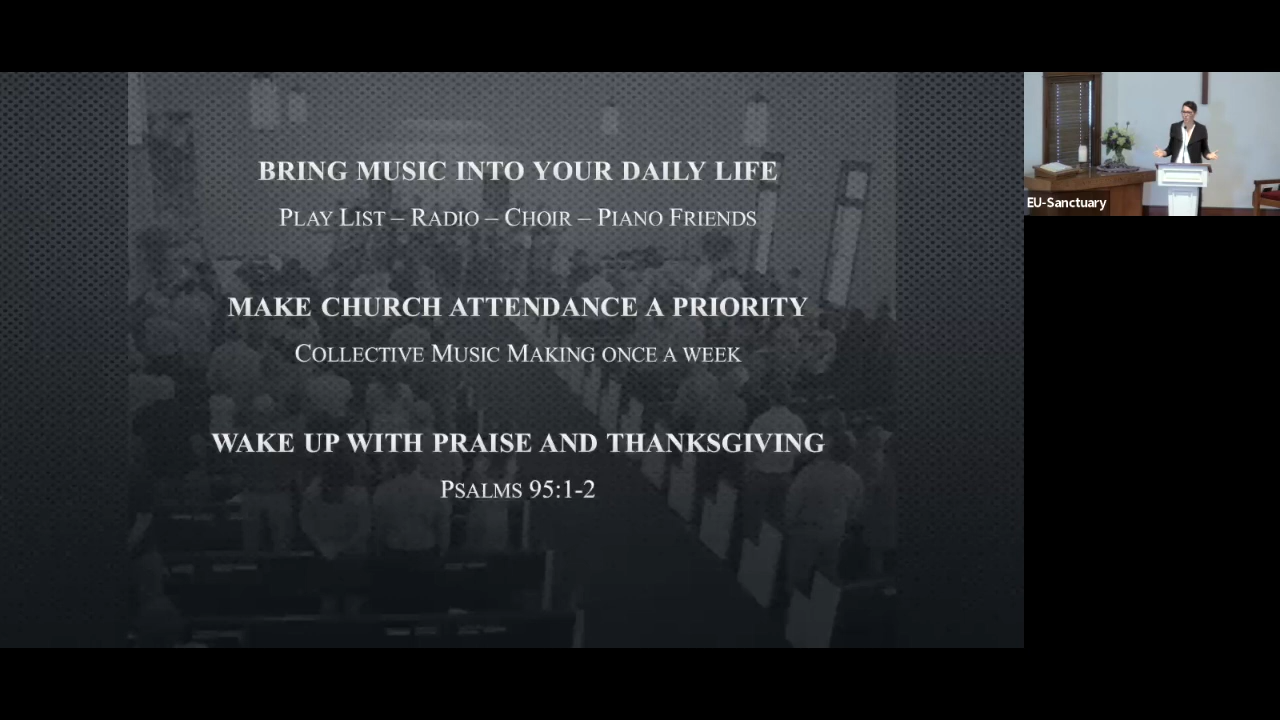 BRING MUSIC INTO YOUR DAILY LIFE
PLAY LIST – RADIO – CHOIR – PIANO FRIENDS
MAKE CHURCH ATTENDANCE A PRIORITY
COLLECTIVE MUSIC MAKING ONCE A WEEK
WAKE UP WITH PRAISE AND THANKSGIVING
PSALMS 95:1-2
EU-Sanctuary